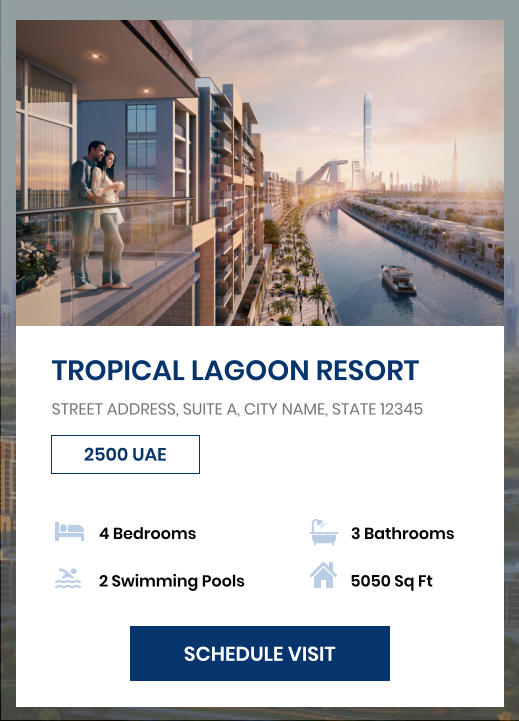 TROPICAL LAGOON RESORT
STREET ADDRESS, SUITE A, CITY NAME, STATE 12345
2500 UAE
4 Bedrooms
3 Bathrooms
2 Swimming Pools
5050 Sq Ft
SCHEDULE VISIT